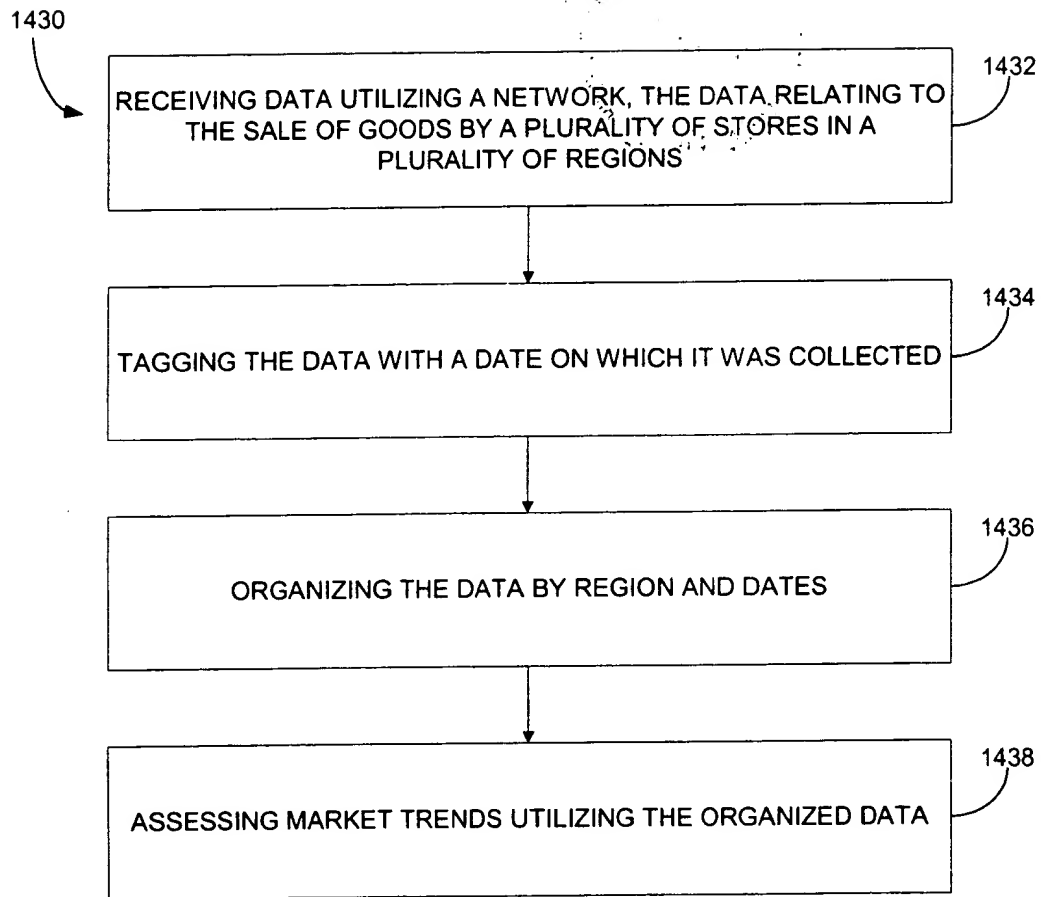 1430
1432
RECEIVING DATA UTILIZING A NETWORK, THE DATA RELATING TO
THE SALE OF GOODS BY A PLURALITY OF STORES IN A
PLURALITY OF REGIONS
1434
TAGGING THE DATA WITH A DATE ON WHICH IT WAS COLLECTED
1436
ORGANIZING THE DATA BY REGION AND DATES
1438
ASSESSING MARKET TRENDS UTILIZING THE ORGANIZED DATA